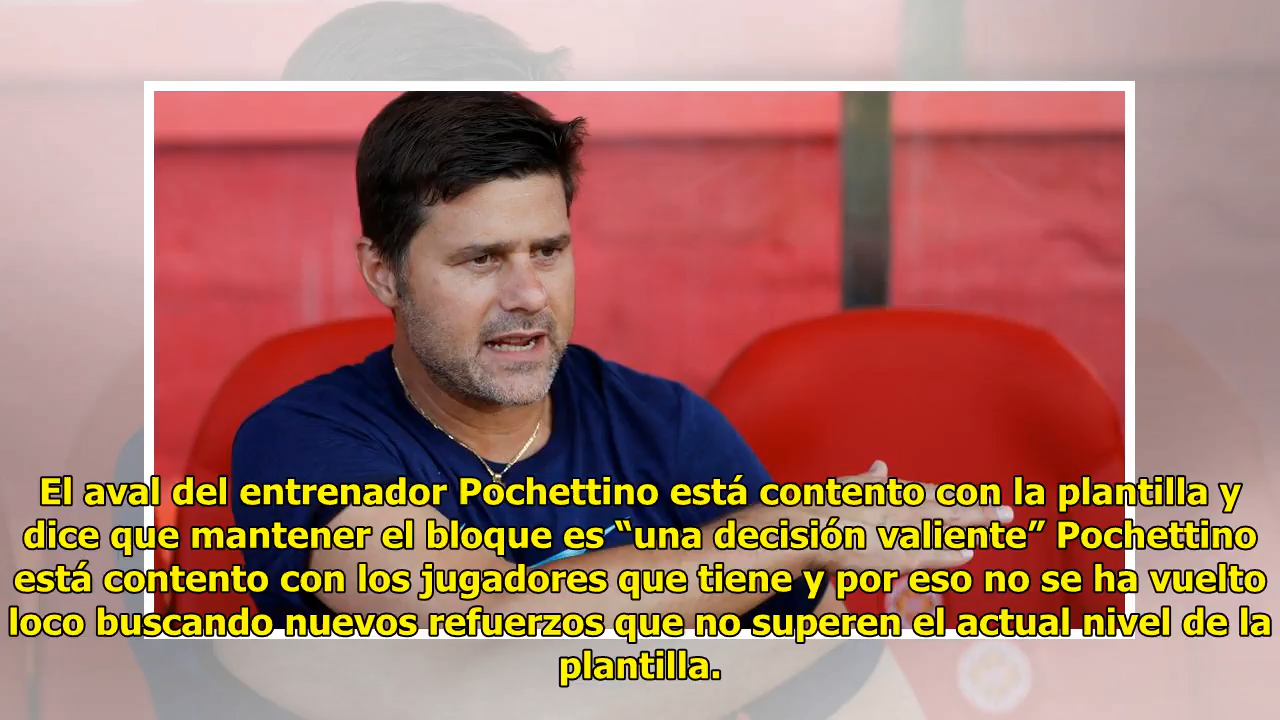 El aval del entrenador Pochettino está contento con la plantilla y
dice que mantener el bloque es “una decisión valiente” Pochettino
está contento con los jugadores que tiene y por eso no se ha vuelto
loco buscando nuevos refuerzos que no superen el actual nivel de la
plantilla.